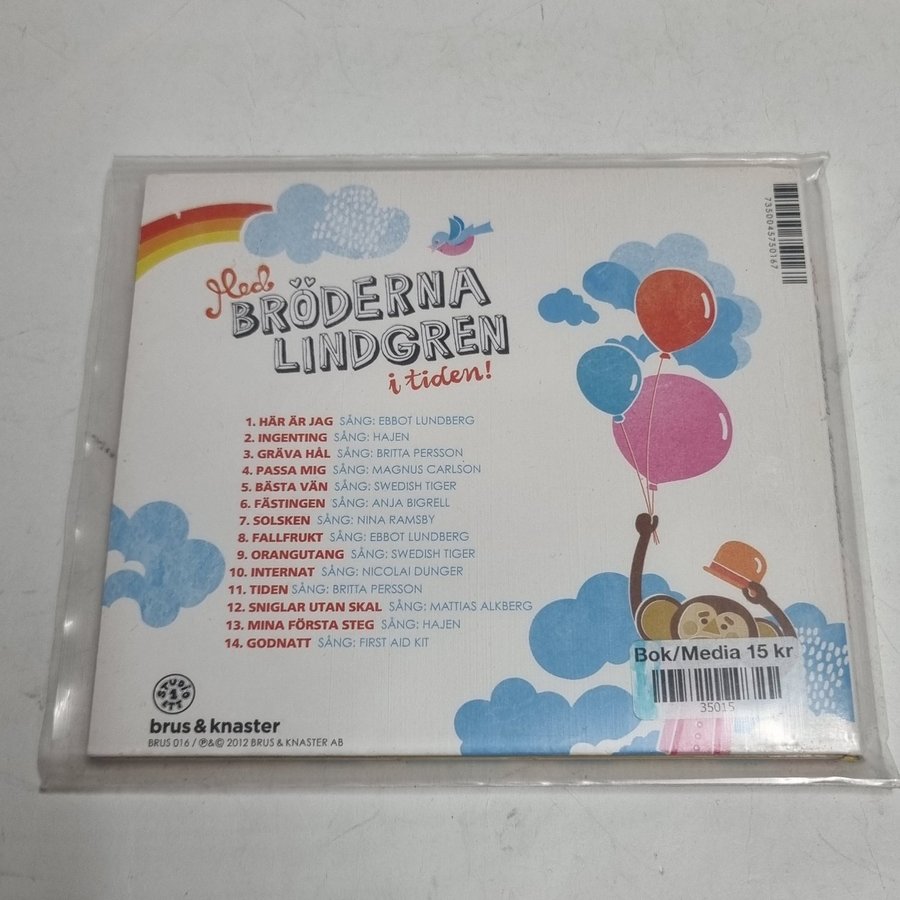 Med
BRÖDERNA
LINDGREN
i tiden!
7350045750167
1. HÄR ÄR JAG SÅNG: EBBOT LUNDBERG
2. INGENTING SÅNG: HAJEN
3. GRÄVA HÅL SÅNG: BRITTA PERSSON
4. PASSA MIG SÅNG: MAGNUS CARLSON
5. BÄSTA VÄN SÅNG: SWEDISH TIGER
6. FÄSTINGEN SÅNG: ANJA BIGRELL
7. SOLSKEN SÅNG: NINA RAMSBY
8. FALLFRUKT SÅNG: EBBOT LUNDBERG
9. ORANGUTANG SÅNG: SWEDISH TIGER
10. INTERNAT SÅNG: NICOLAI DUNGER
11. TIDEN SÅNG: BRITTA PERSSON
12. SNIGLAR UTAN SKAL SÅNG: MATTIAS ALKBERG
13. MINA FÖRSTA STEG SÅNG: HAJEN
14. GODNATT SÅNG: FIRST AID KIT
Bok/Media 15 kr
35015
STUDIO
1
ETT
brus & knaster
BRUS 016 / ℗&© 2012 BRUS & KNASTER AB